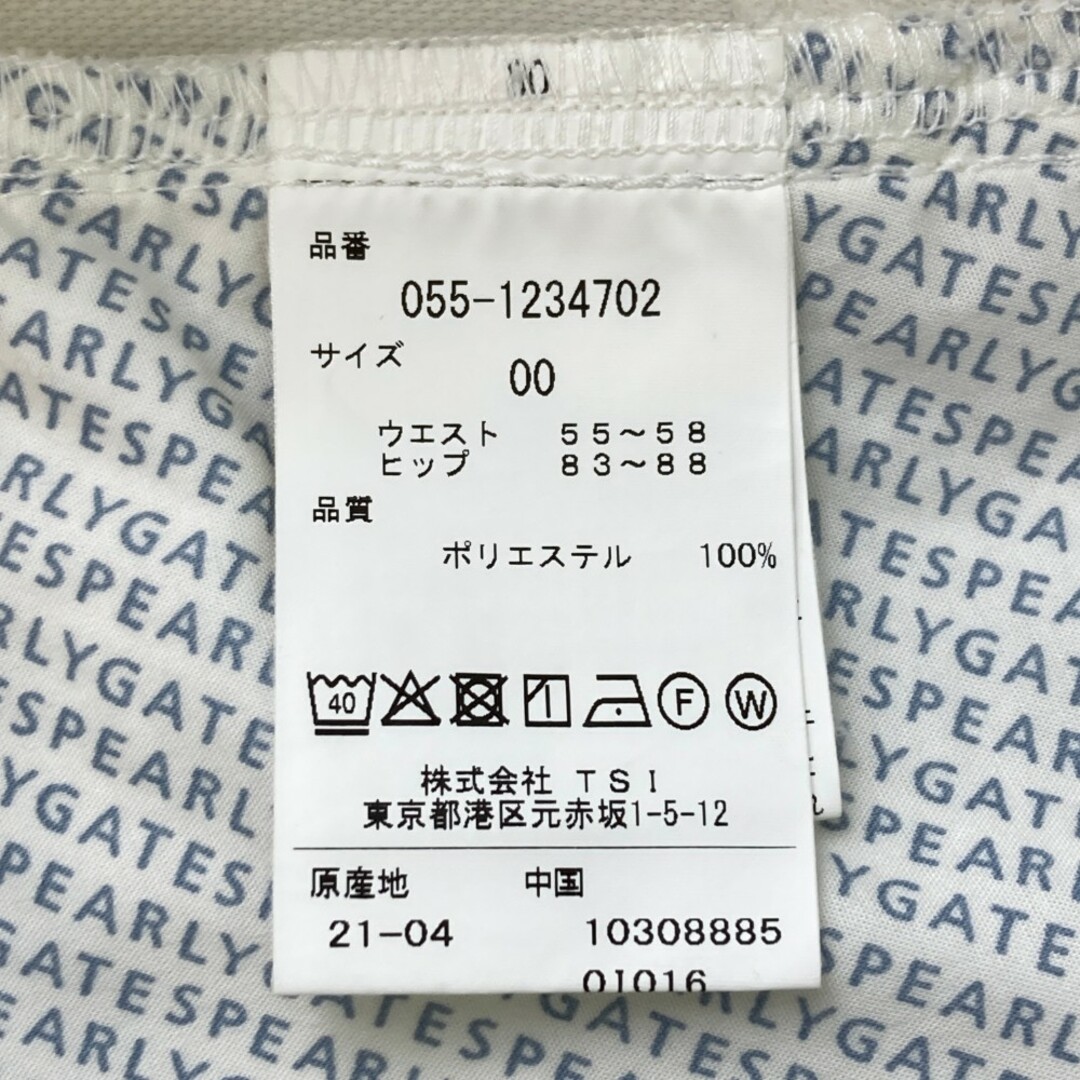 00
品番
055-1234702
サイズ
00
ウエスト 55～58
ヒップ 83～88
品質
ポリエステル 100%
40
F
W
株式会社 TSI
東京都港区元赤坂1-5-12
原産地 中国
21-04 10308885
01016
PEARLYGATES